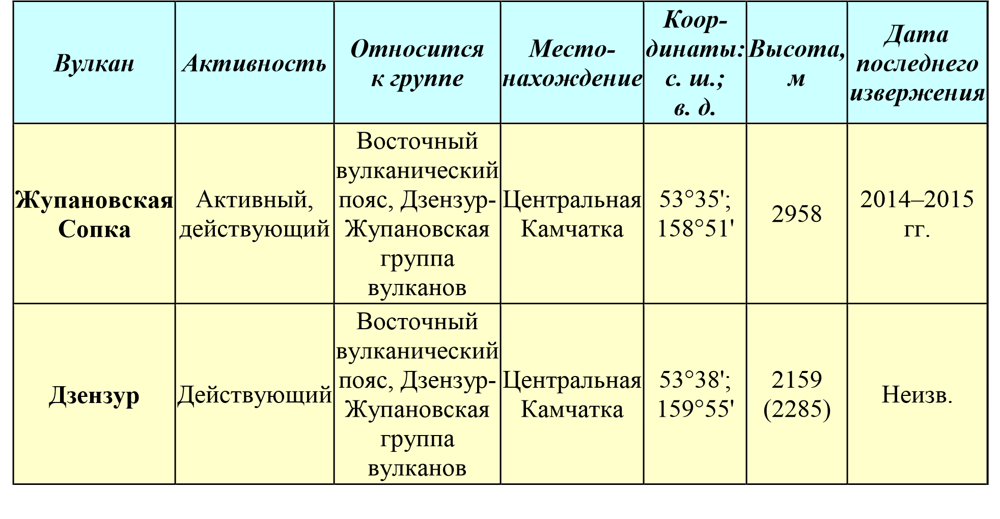 Вулкан
Активность
Относится
к группе
Место-
нахождение
Коор-
динаты:
с. ш.;
в. д.
Высота,
м
Дата
последнего
извержения
Жупановская
Сопка
Активный,
действующий
Восточный
вулканический
пояс, Дзензур-
Жупановская
группа
вулканов
Центральная
Камчатка
53°35';
158°51'
2958
2014–2015
гг.
Дзензур
Действующий
Восточный
вулканический
пояс, Дзензур-
Жупановская
группа
вулканов
Центральная
Камчатка
53°38';
159°55'
2159
(2285)
Неизв.